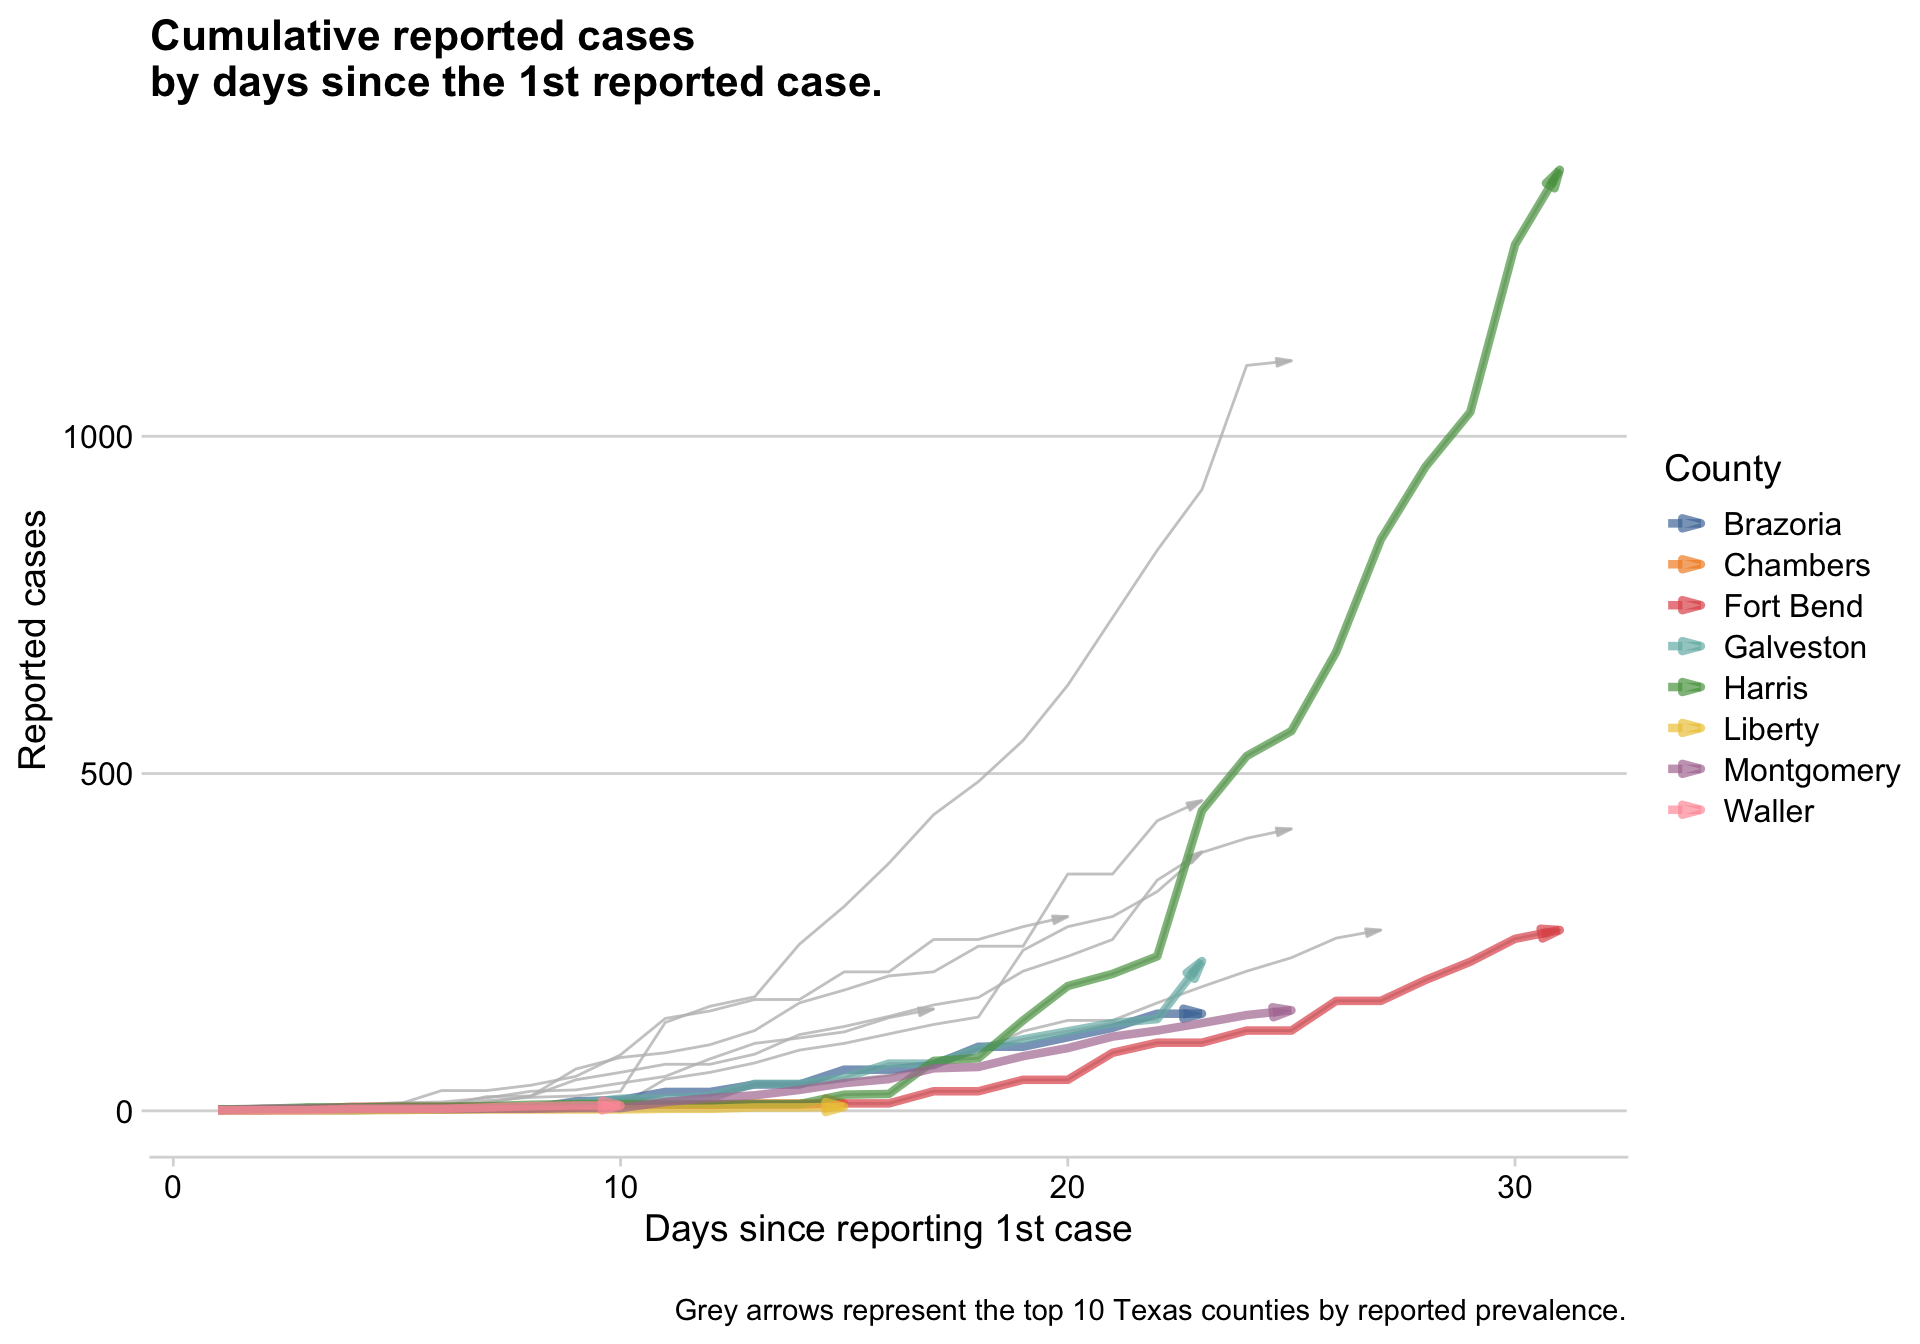 Cumulative reported cases
by days since the 1st reported case.
Reported cases
1000
500
0
0
10
20
30
Days since reporting 1st case
County
Brazoria
Chambers
Fort Bend
Galveston
Harris
Liberty
Montgomery
Waller
Grey arrows represent the top 10 Texas counties by reported prevalence.